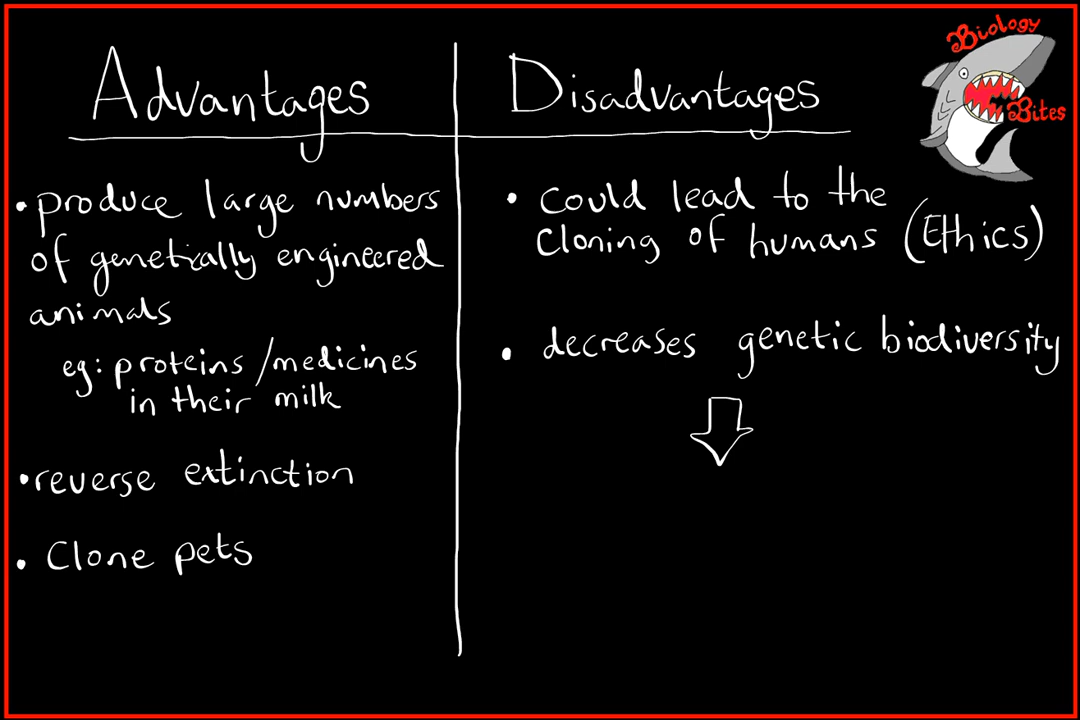 Biology
Bites
Advantages
• produce large numbers
of genetically engineered
animals
eg: proteins/medicines
in their milk
• reverse extinction
• Clone pets
Disadvantages
• Could lead to the
cloning of humans (Ethics)
• decreases genetic biodiversity